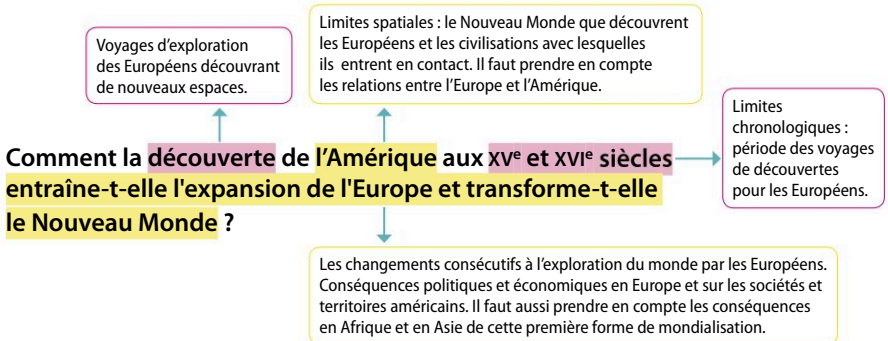 Voyages d'exploration
des Européens découvrant
de nouveaux espaces.
Limites spatiales : le Nouveau Monde que découvrent
les Européens et les civilisations avec lesquelles
ils entrent en contact. Il faut prendre en compte
les relations entre l'Europe et l'Amérique.
Limites
chronologiques :
période des voyages
de découvertes
pour les Européens.
Comment la découverte de l'Amérique aux XVe et XVIe siècles
entraîne-t-elle l'expansion de l'Europe et transforme-t-elle
le Nouveau Monde ?
Les changements consécutifs à l'exploration du monde par les Européens.
Conséquences politiques et économiques en Europe et sur les sociétés et
territoires américains. Il faut aussi prendre en compte les conséquences
en Afrique et en Asie de cette première forme de mondialisation.